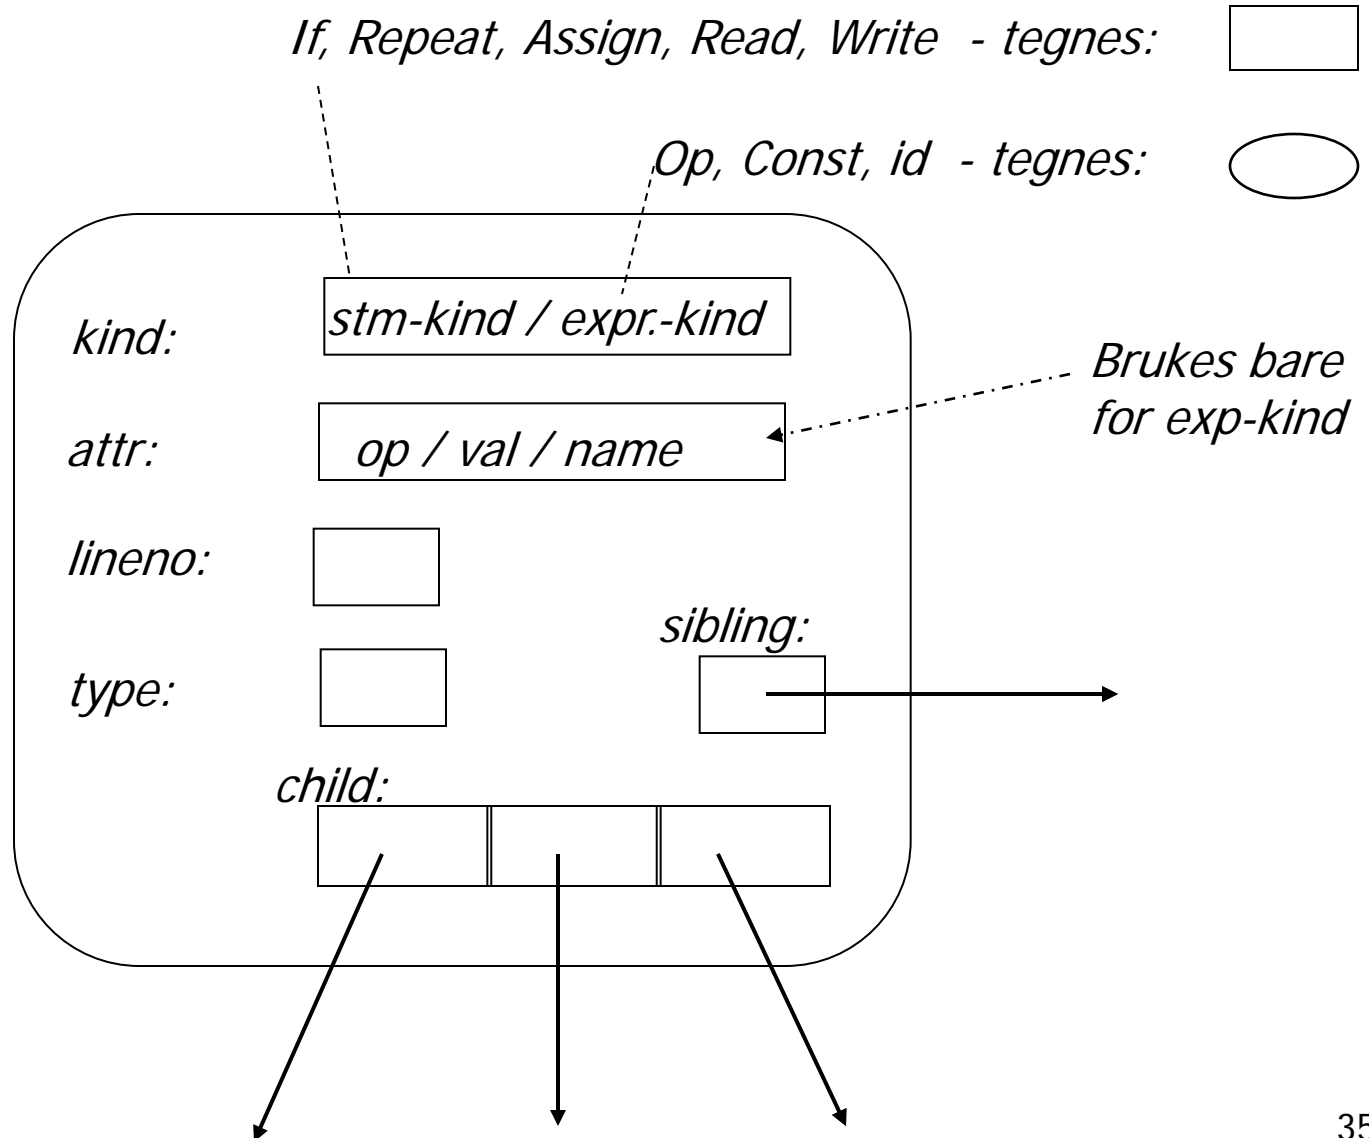 If, Repeat, Assign, Read, Write - tegnes:
Op, Const, id - tegnes:
kind:
stm-kind / expr.-kind
Brukes bare
for exp-kind
attr:
op / val / name
lineno:
sibling:
type:
child:
35